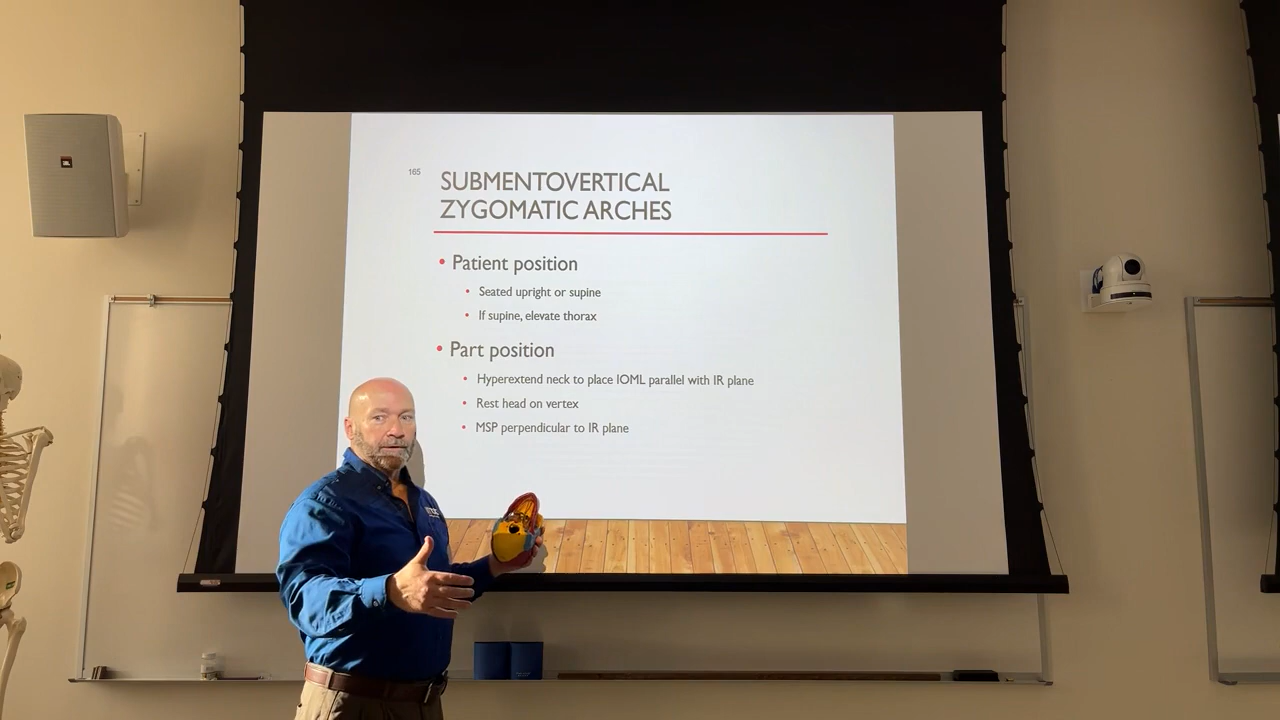 165
SUBMENTOVERTICAL
ZYGOMATIC ARCHES
• Patient position
• Seated upright or supine
• If supine, elevate thorax
• Part position
• Hyperextend neck to place IOML parallel with IR plane
• Rest head on vertex
• MSP perpendicular to IR plane
JBL